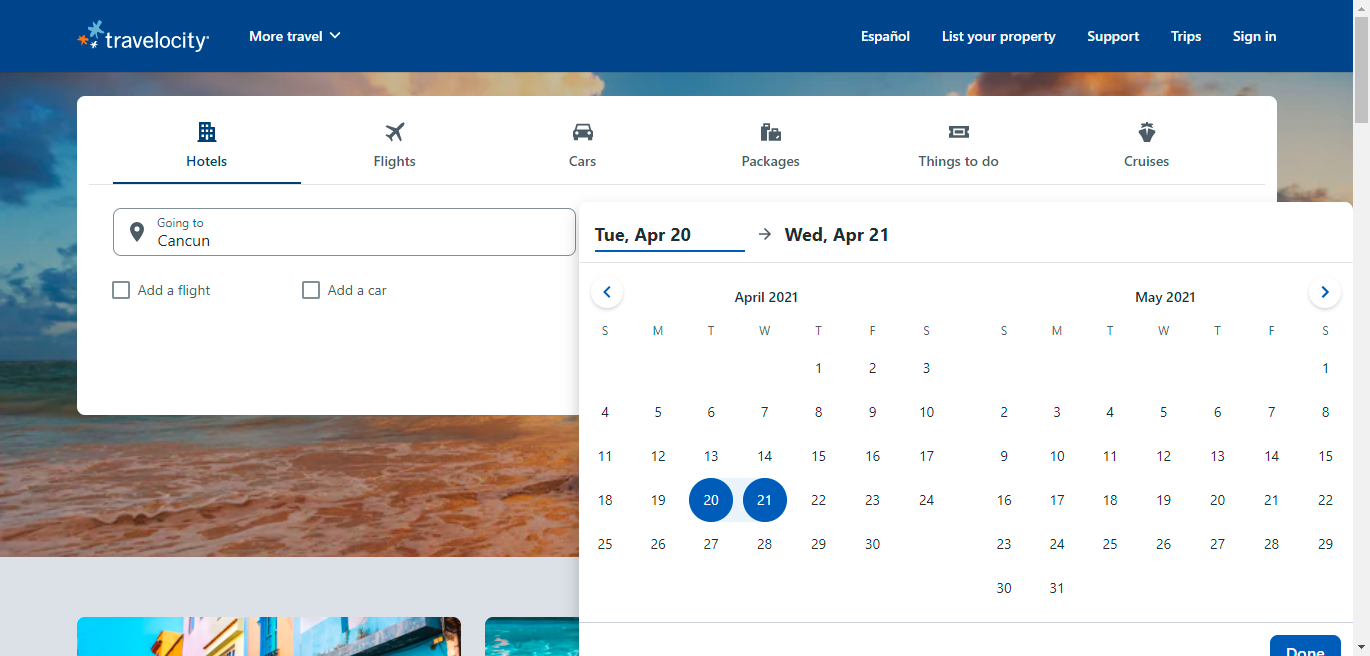 travelocity
More travel
Español
List your property
Support
Trips
Sign in
Hotels
Flights
Cars
Packages
Things to do
Cruises
Going to
Cancun
Add a flight
Add a car
Tue, Apr 20
Wed, Apr 21
April 2021
S M T W T F S
1 2 3
4 5 6 7 8 9 10
11 12 13 14 15 16 17
18 19 20 21 22 23 24
25 26 27 28 29 30
May 2021
S M T W T F S
1
2 3 4 5 6 7 8
9 10 11 12 13 14 15
16 17 18 19 20 21 22
23 24 25 26 27 28 29
30 31
Done